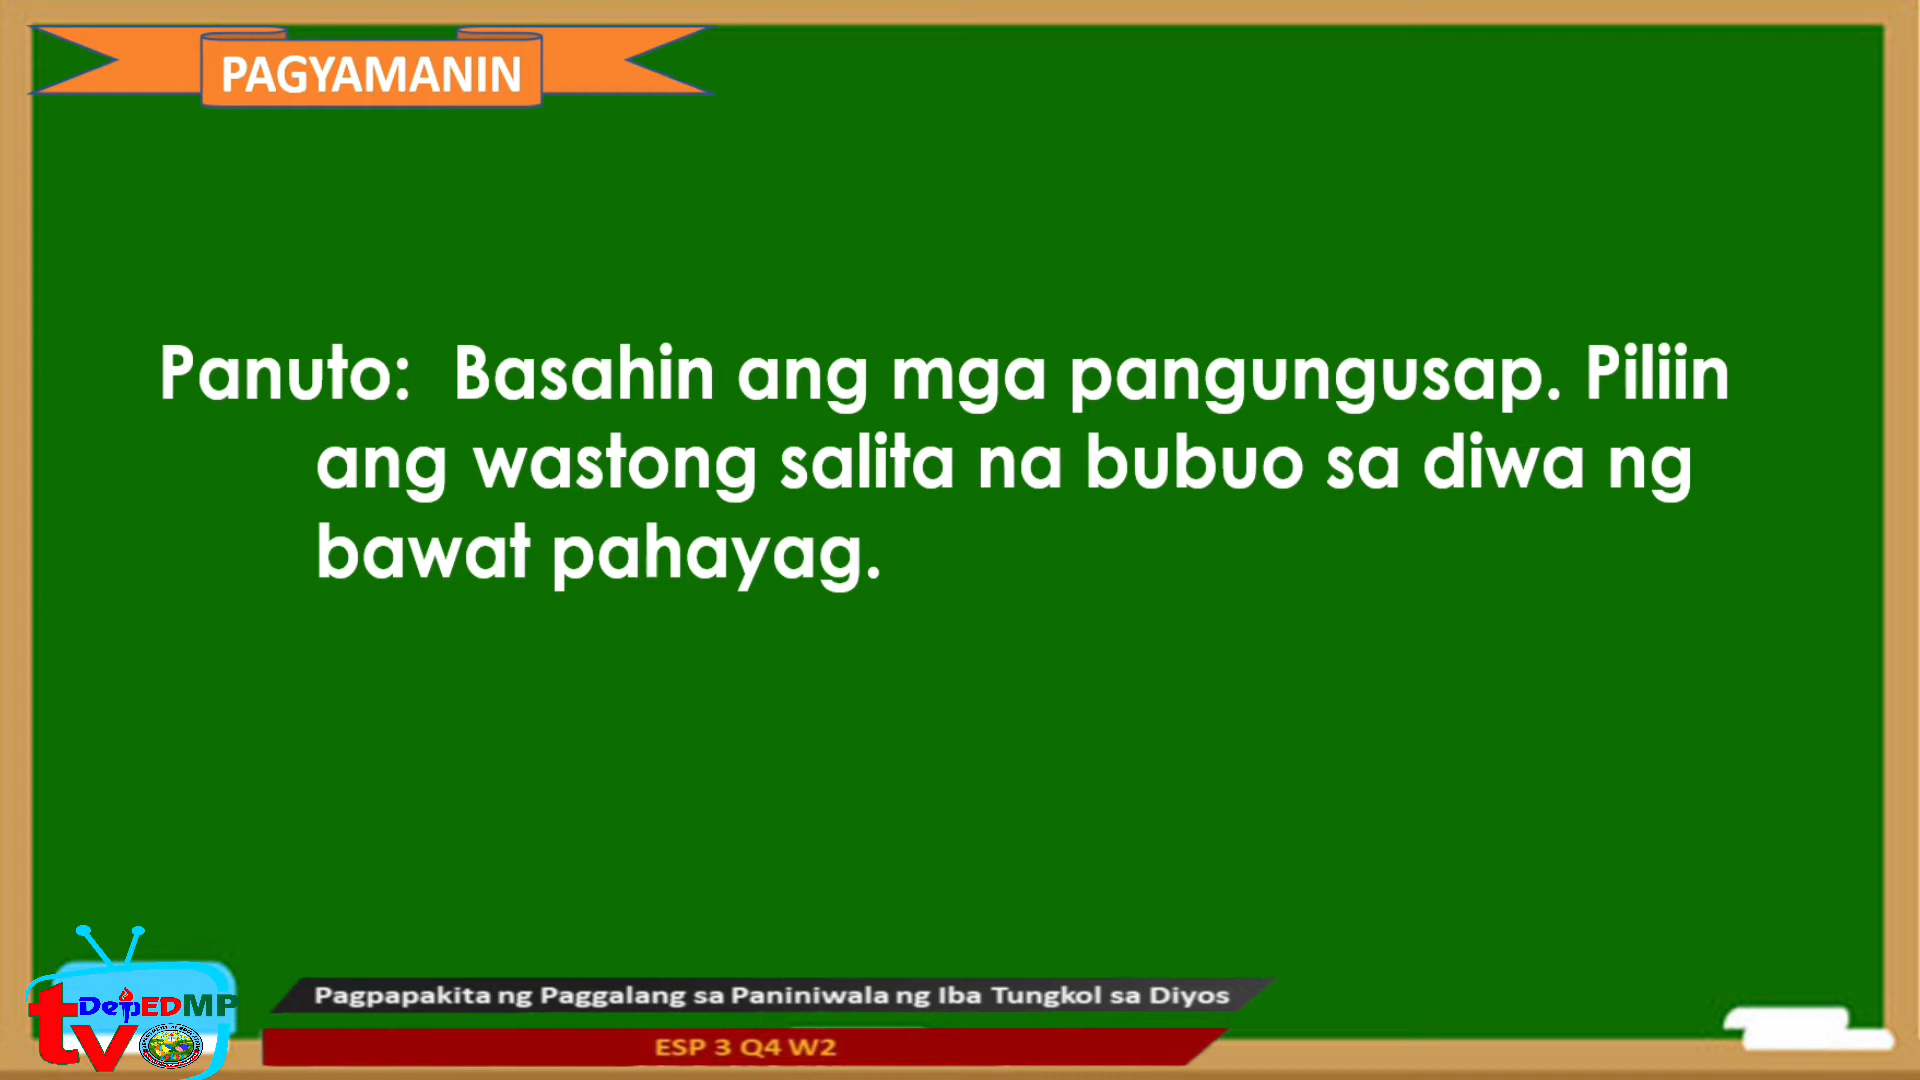 PAGYAMANIN
Panuto: Basahin ang mga pangungusap. Piliin
ang wastong salita na bubuo sa diwa ng
bawat pahayag.
Pagpapakita ng Paggalang sa Paniniwala ng Iba Tungkol sa Diyos
ESP 3 Q4 W2
DepEDMP
tv